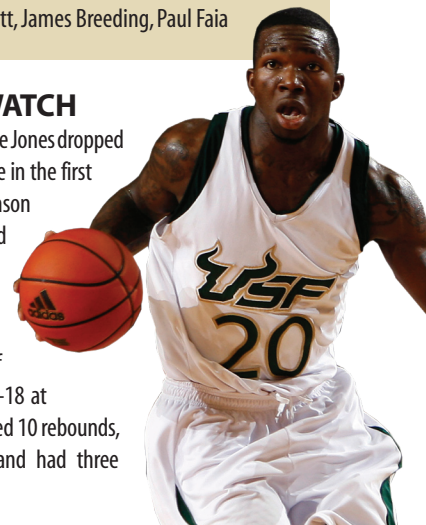 tt, James Breeding, Paul Faia
WATCH
e Jones dropped
e in the first
ason
d
adidas
USF
20
-18 at
ed 10 rebounds,
and had three